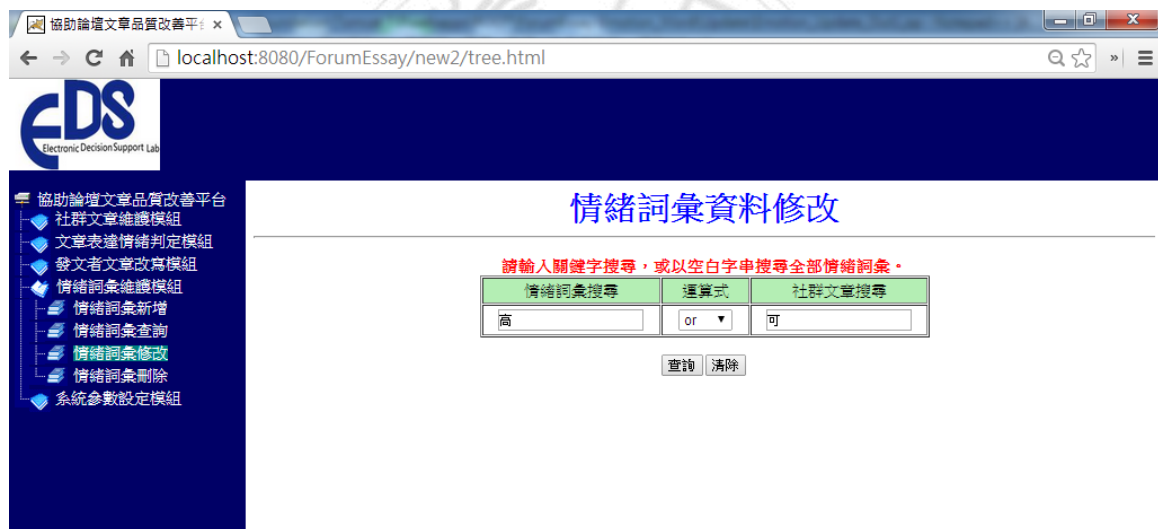 協助論壇文章品質改善平
localhost:8080/ForumEssay/new2/tree.html
EDS
Electronic Decision Support Lab
協助論壇文章品質改善平台
社群文章維護模組
文章表達情緒判定模組
發文者文章改寫模組
情緒詞彙維護模組
情緒詞彙新增
情緒詞彙查詢
情緒詞彙修改
情緒詞彙刪除
系統參數設定模組
情緒詞彙資料修改
請輸入關鍵字搜尋，或以空白字串搜尋全部情緒詞彙。
情緒詞彙搜尋 運算式 社群文章搜尋
高 or 可
查詢 清除